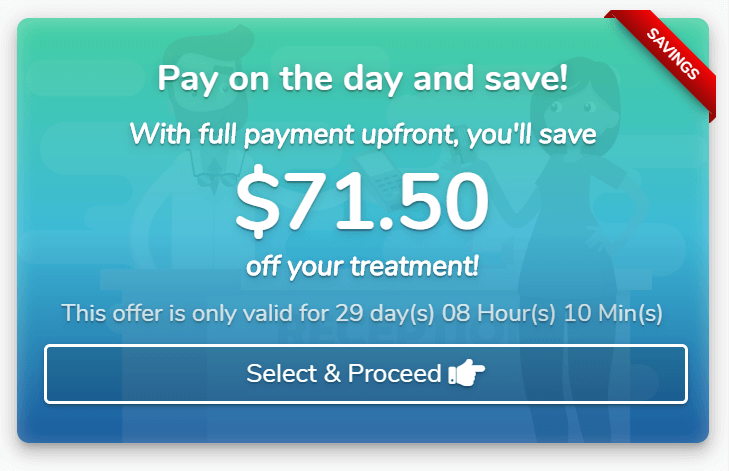 SAVINGS
Pay on the day and save!
With full payment upfront, you'll save
$71.50
off your treatment!
This offer is only valid for 29 day(s) 08 Hour(s) 10 Min(s)
Select & Proceed